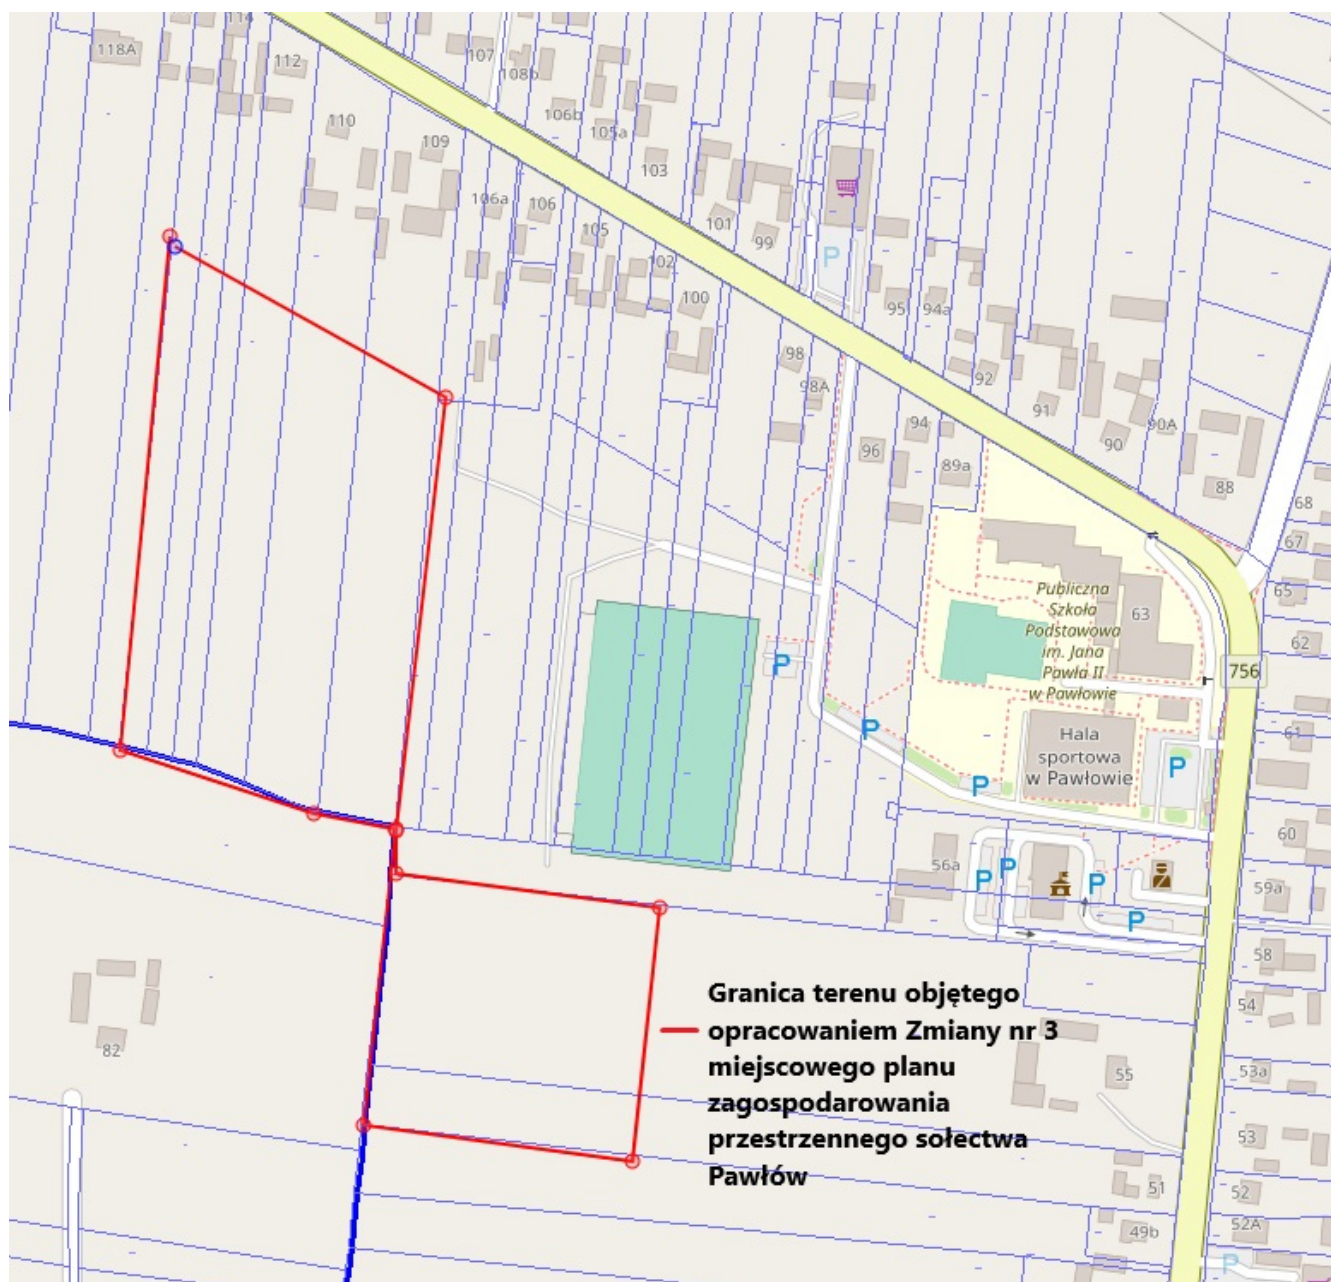 114
118A
107
112
108b
106b
110
105a
109
103
106a
106
101
105
99
102
P
100
95
94a
98
92
98A
91
94
90A
90
96
89a
88
68
67
Publiczna
Szkoła
Podstawowa
im. Jana
Pawła II
w Pawłowie
63
65
62
P
756
P
61
Hala
sportowa
w Pawłowie
P
P
60
56a
P
P
P
59a
P
58
Granica terenu objętego
opracowaniem Zmiany nr 3
miejscowego planu
zagospodarowania
przestrzennego sołectwa
Pawłów
54
82
55
53a
53
51
52
49b
52A
P